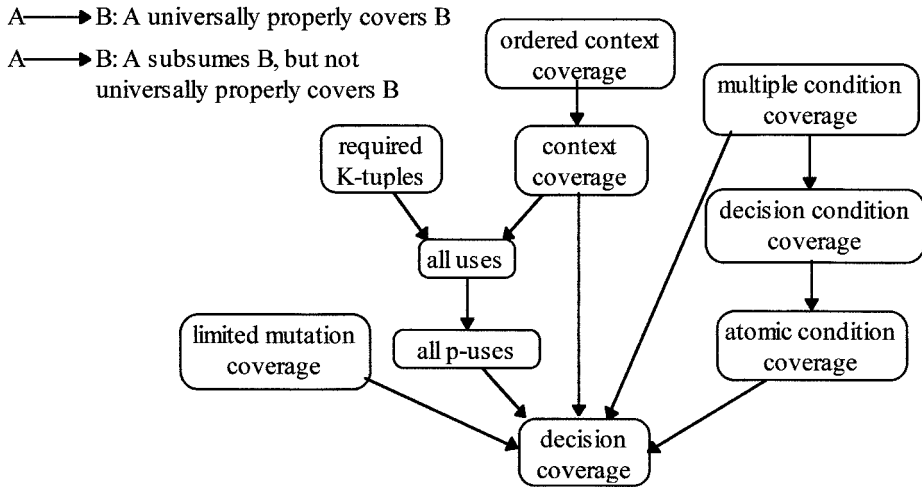 A B: A universally properly covers B
A B: A subsumes B, but not
universally properly covers B
ordered context
coverage
multiple condition
coverage
required
K-tuples
context
coverage
decision condition
coverage
all uses
limited mutation
coverage
all p-uses
atomic condition
coverage
decision
coverage